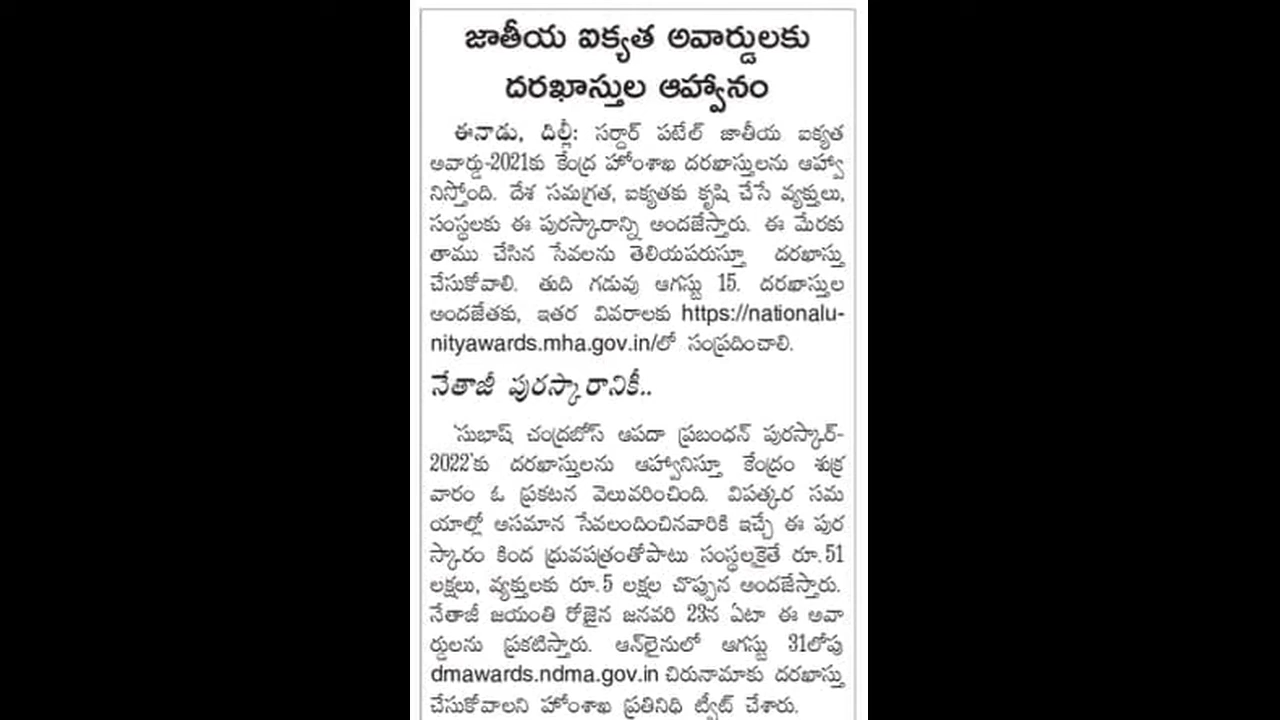 జాతీయ ఐక్యత అవార్డులకు
దరఖాస్తుల ఆహ్వానం
ఈనాడు, దిల్లీ: సర్దార్ పటేల్ జాతీయ ఐక్యత
అవార్డు-2021కు కేంద్ర హోంశాఖ దరఖాస్తులను ఆహ్వా
నిస్తోంది. దేశ సమగ్రత, ఐక్యతకు కృషి చేసే వ్యక్తులు,
సంస్థలకు ఈ పురస్కారాన్ని అందజేస్తారు. ఈ మేరకు
తాము చేసిన సేవలను తెలియపరుస్తూ దరఖాస్తు
చేసుకోవాలి. తుది గడువు ఆగస్టు 15. దరఖాస్తుల
అందజేతకు, ఇతర వివరాలకు https://nationalu-
nityawards.mha.gov.in/లో సంప్రదించాలి.
నేతాజీ పురస్కారానికీ..
'సుభాష్ చంద్రబోస్ ఆపదా ప్రబంధన్ పురస్కార్-
2022'కు దరఖాస్తులను ఆహ్వానిస్తూ కేంద్రం శుక్ర
వారం ఓ ప్రకటన వెలువరించింది. విపత్కర సమ
యాల్లో అసమాన సేవలందించినవారికి ఇచ్చే ఈ పుర
స్కారం కింద ధ్రువపత్రంతోపాటు సంస్థలకైతే రూ.51
లక్షలు, వ్యక్తులకు రూ.5 లక్షల చొప్పున అందజేస్తారు.
నేతాజీ జయంతి రోజైన జనవరి 23న ఏటా ఈ అవా
ర్డులను ప్రకటిస్తారు. ఆన్‌లైనులో ఆగస్టు 31లోపు
dmawards.ndma.gov.in చిరునామాకు దరఖాస్తు
చేసుకోవాలని హోంశాఖ ప్రతినిధి ట్వీట్ చేశారు.